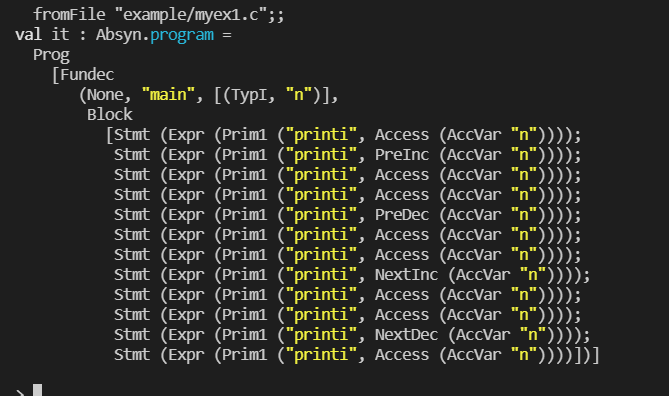 fromFile "example/myex1.c";;
val it : Absyn.program =
  Prog
    [Fundec
       (None, "main", [(TypI, "n")],
        Block
          [Stmt (Expr (Prim1 ("printi", Access (AccVar "n"))));
           Stmt (Expr (Prim1 ("printi", PreInc (AccVar "n"))));
           Stmt (Expr (Prim1 ("printi", Access (AccVar "n"))));
           Stmt (Expr (Prim1 ("printi", Access (AccVar "n"))));
           Stmt (Expr (Prim1 ("printi", PreDec (AccVar "n"))));
           Stmt (Expr (Prim1 ("printi", Access (AccVar "n"))));
           Stmt (Expr (Prim1 ("printi", Access (AccVar "n"))));
           Stmt (Expr (Prim1 ("printi", NextInc (AccVar "n"))));
           Stmt (Expr (Prim1 ("printi", Access (AccVar "n"))));
           Stmt (Expr (Prim1 ("printi", Access (AccVar "n"))));
           Stmt (Expr (Prim1 ("printi", NextDec (AccVar "n"))));
           Stmt (Expr (Prim1 ("printi", Access (AccVar "n"))))])]
>